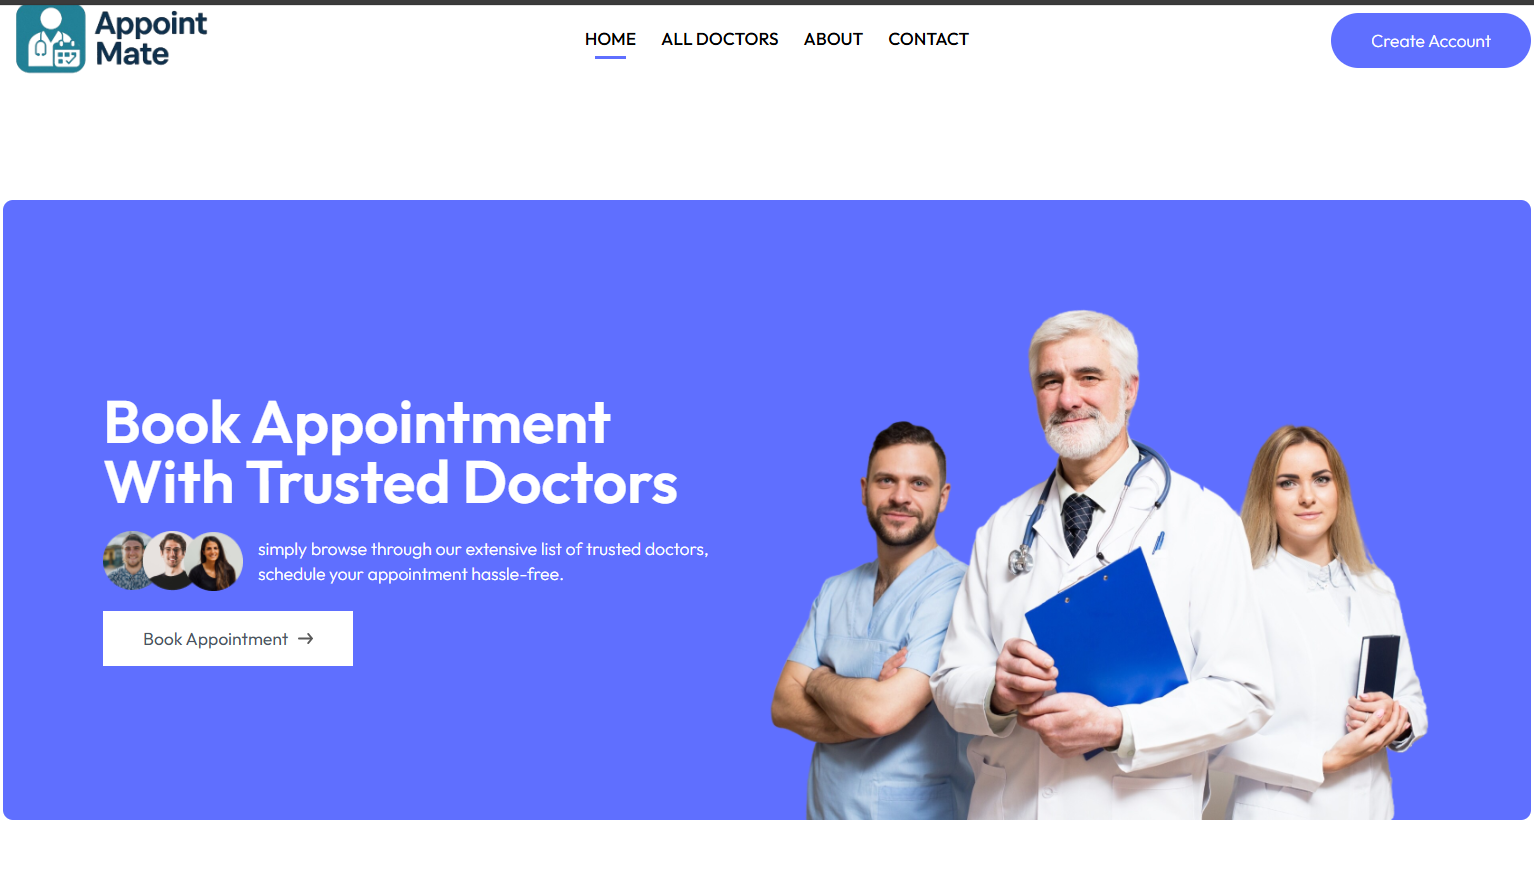 Appoint
Mate
HOME
ALL DOCTORS
ABOUT
CONTACT
Create Account
Book Appointment
With Trusted Doctors
simply browse through our extensive list of trusted doctors,
schedule your appointment hassle-free.
Book Appointment →